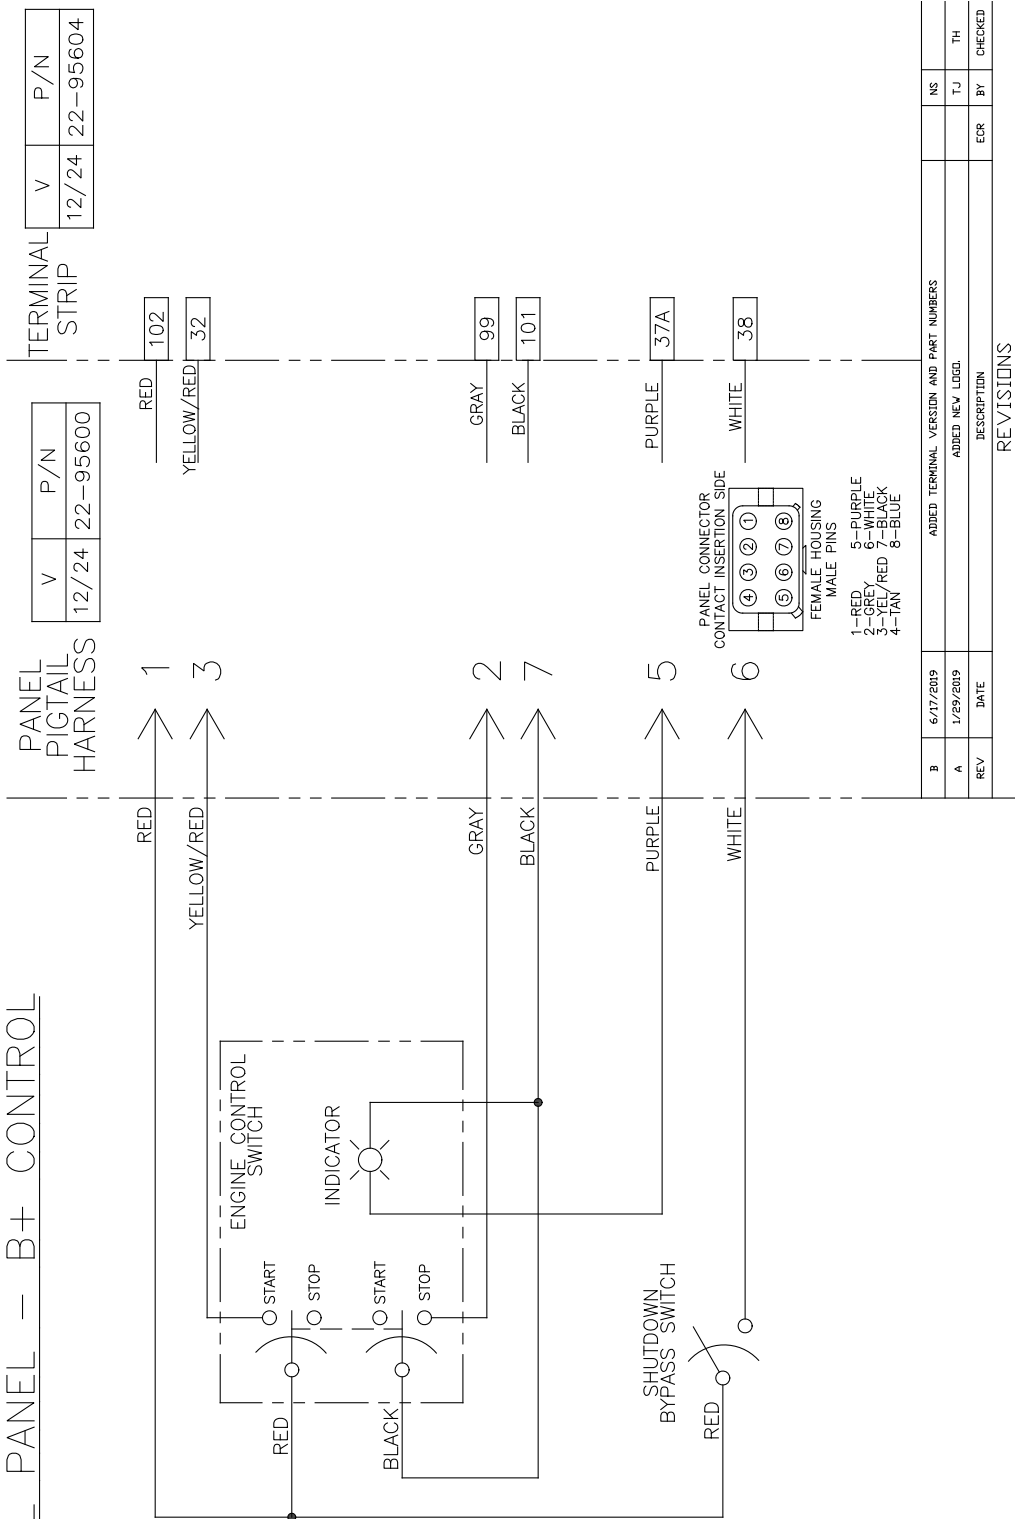 PANEL - B+ CONTROL
PANEL
PIGTAIL
HARNESS
V P/N
12/24 22-95600
TERMINAL
STRIP
V P/N
12/24 22-95604
RED
1
RED
102
YELLOW/RED
3
YELLOW/RED
32
ENGINE CONTROL
SWITCH
INDICATOR
START
STOP
START
STOP
RED
BLACK
GRAY
2
GRAY
99
BLACK
7
BLACK
101
PURPLE
5
PURPLE
37A
SHUTDOWN
BYPASS SWITCH
RED
WHITE
6
WHITE
38
PANEL CONNECTOR
CONTACT INSERTION SIDE
4 3 2 1
5 6 7 8
FEMALE HOUSING
MALE PINS
1-RED 5-PURPLE
2-GREY 6-WHITE
3-YEL/RED 7-BLACK
4-TAN 8-BLUE
B 6/17/2019 ADDED TERMINAL VERSION AND PART NUMBERS NS
A 1/29/2019 ADDED NEW LOGO. TJ TH
REV DATE DESCRIPTION ECR BY CHECKED
REVISIONS